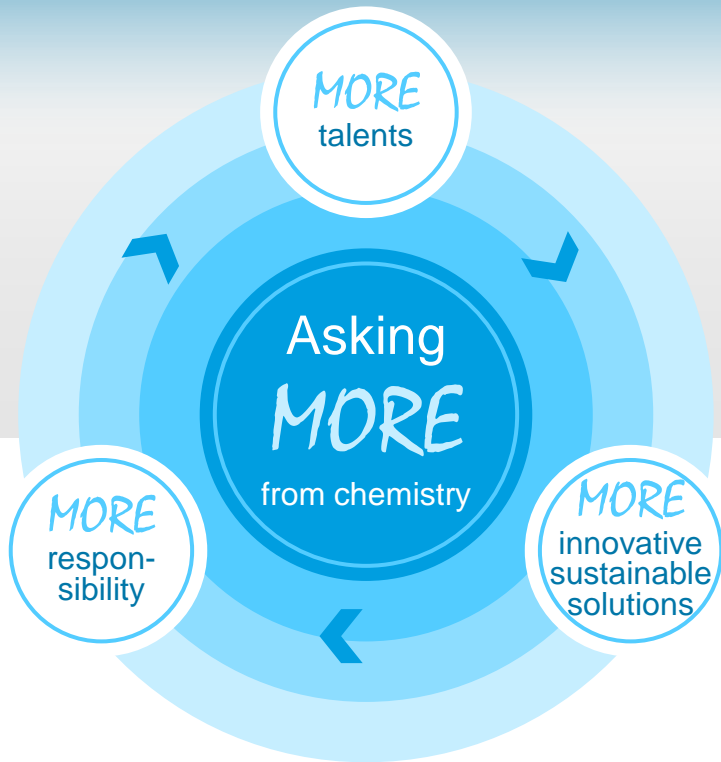 MORE
talents
Asking
MORE
from chemistry
MORE
respon-
sibility
MORE
innovative
sustainable
solutions